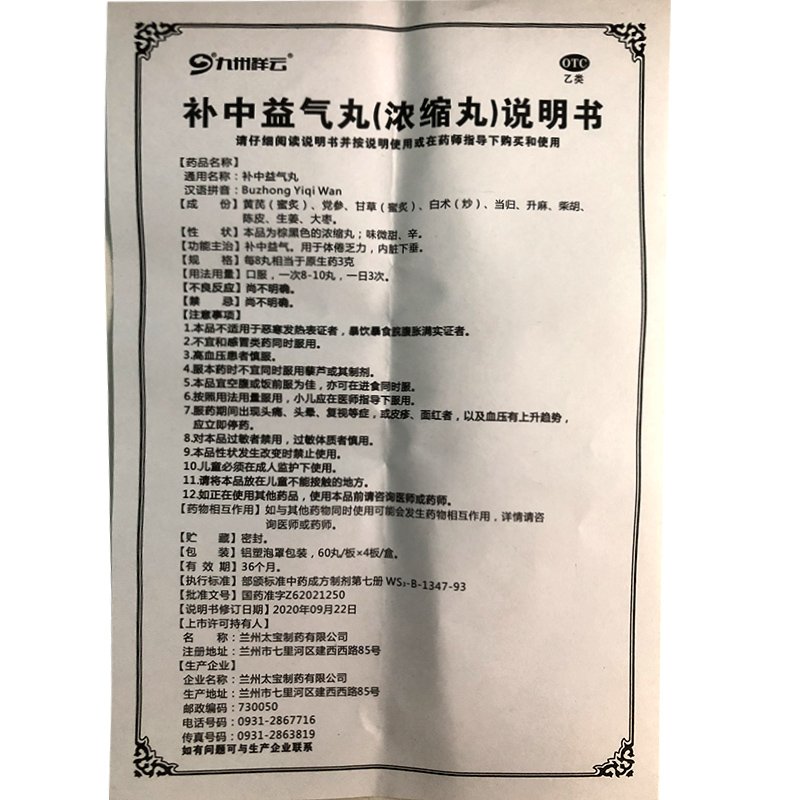 九州祥云
OTC
乙类
补中益气丸(浓缩丸)说明书
请仔细阅读说明书并按说明使用或在药师指导下购买和使用
【药品名称】
通用名称：补中益气丸
汉语拼音：Buzhong Yiqi Wan
【成 份】黄芪（蜜炙）、党参、甘草（蜜炙）、白术（炒）、当归、升麻、柴胡、
陈皮、生姜、大枣。
【性 状】本品为棕黑色的浓缩丸；味微甜、辛。
【功能主治】补中益气。用于体倦乏力，内脏下垂。
【规 格】每8丸相当于原生药3克
【用法用量】口服，一次8-10丸，一日3次。
【不良反应】尚不明确。
【禁 忌】尚不明确。
【注意事项】
1.本品不适用于恶寒发热表证者，暴饮暴食脘腹胀满实证者。
2.不宜和感冒类药同时服用。
3.高血压患者慎服。
4.服本药时不宜同时服用藜芦或其制剂。
5.本品宜空腹或饭前服为佳，亦可在进食同时服。
6.按照用法用量服用，小儿应在医师指导下服用。
7.服药期间出现头痛、头晕、复视等症，或皮疹、面红者，以及血压有上升趋势，
应立即停药。
8.对本品过敏者禁用，过敏体质者慎用。
9.本品性状发生改变时禁止使用。
10.儿童必须在成人监护下使用。
11.请将本品放在儿童不能接触的地方。
12.如正在使用其他药品，使用本品前请咨询医师或药师。
【药物相互作用】如与其他药物同时使用可能会发生药物相互作用，详情请咨
询医师或药师。
【贮 藏】密封。
【包 装】铝塑泡罩包装，60丸/板×4板/盒。
【有 效 期】36个月。
【执行标准】部颁标准中药成方制剂第七册 WS₃-B-1347-93
【批准文号】国药准字Z62021250
【说明书修订日期】2020年09月22日
【上市许可持有人】
名 称：兰州太宝制药有限公司
注册地址：兰州市七里河区建西西路85号
【生产企业】
企业名称：兰州太宝制药有限公司
生产地址：兰州市七里河区建西西路85号
邮政编码：730050
电话号码：0931-2867716
传真号码：0931-2863819
如有问题可与生产企业联系